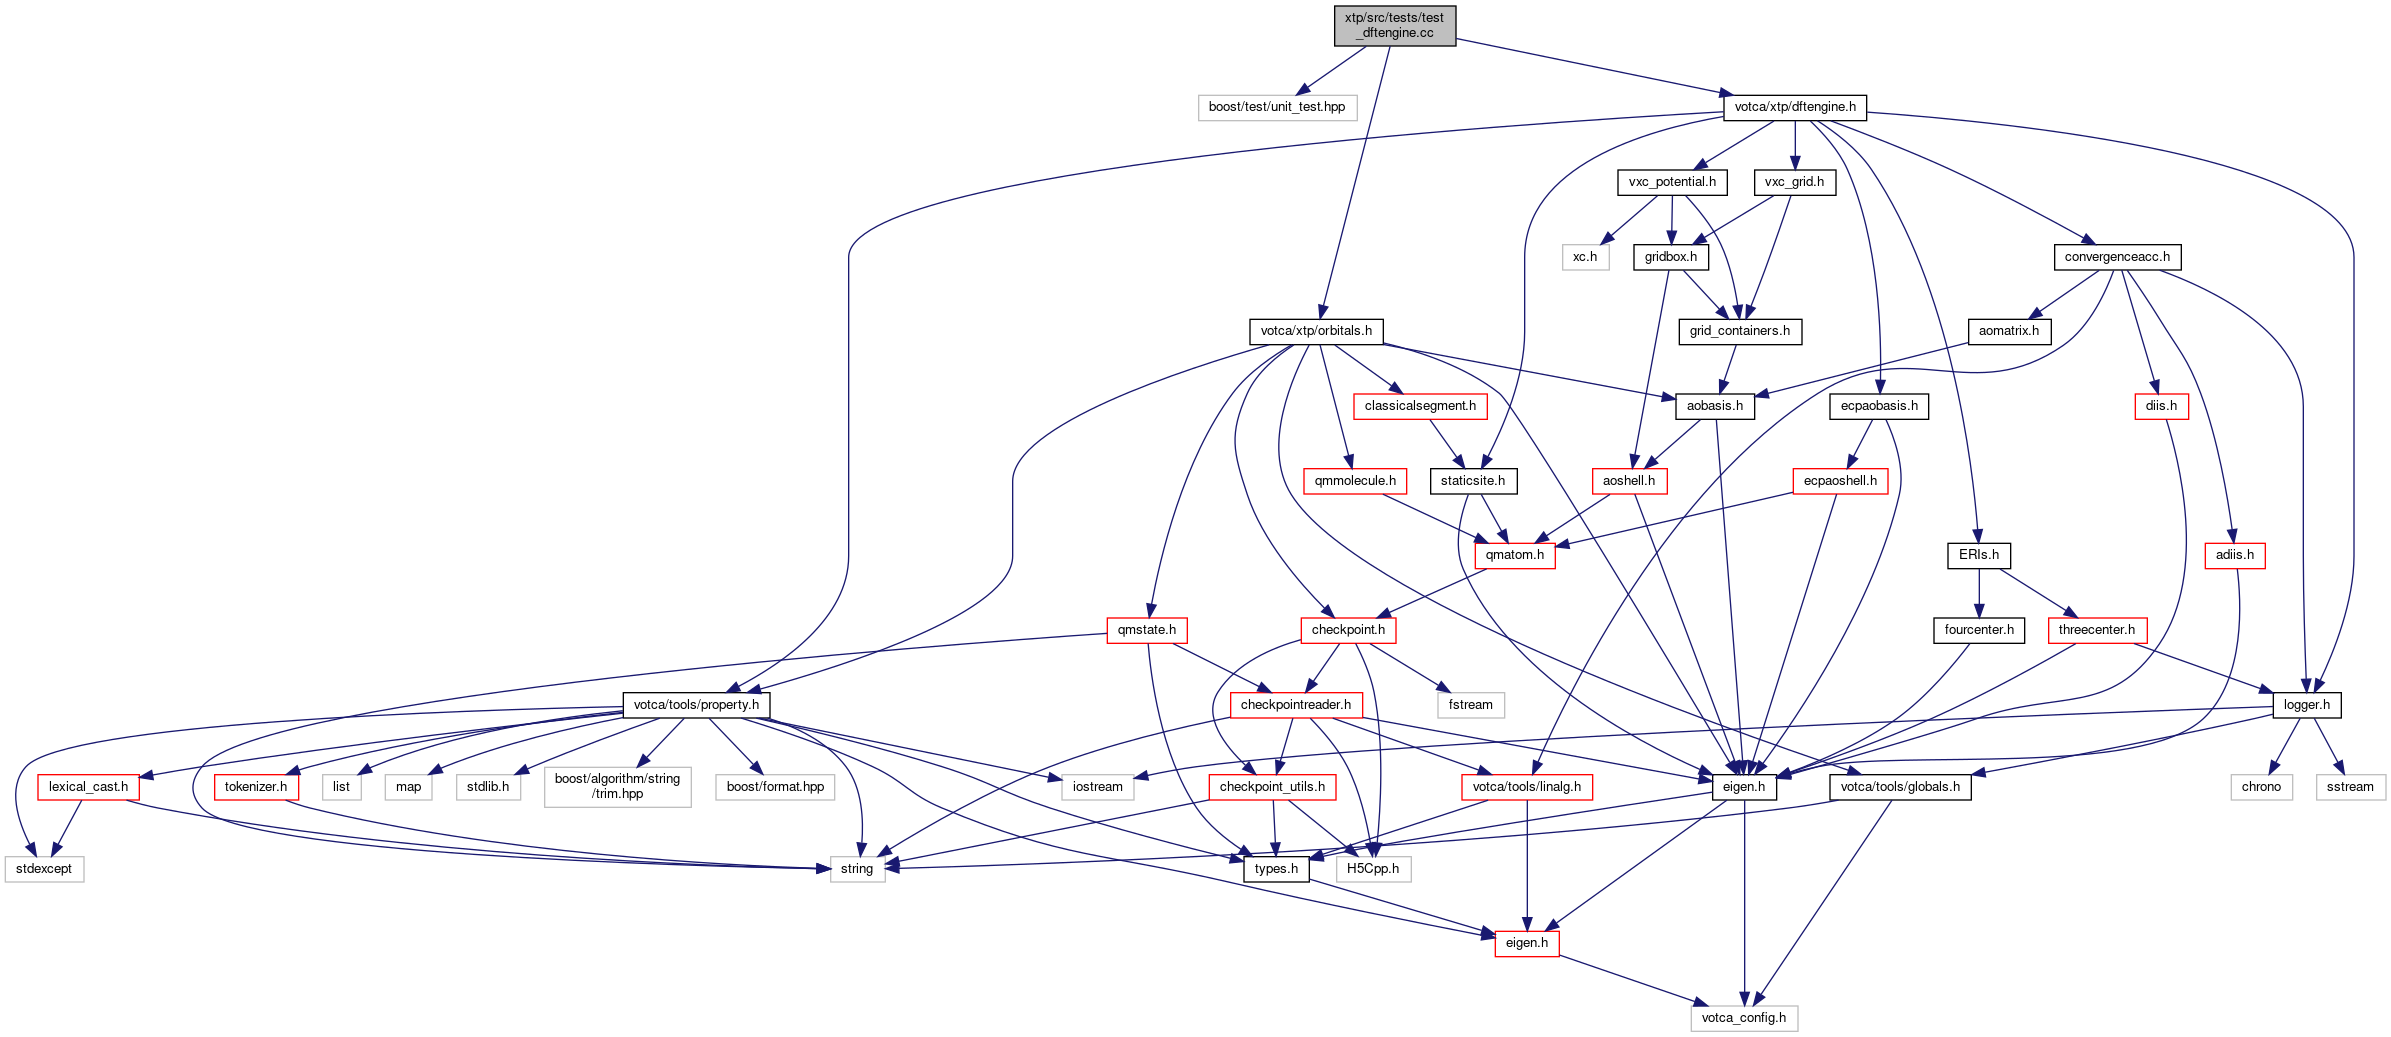 xtp/src/tests/test
_dftengine.cc
boost/test/unit_test.hpp
votca/xtp/dftengine.h
vxc_potential.h
vxc_grid.h
xc.h
gridbox.h
convergenceacc.h
votca/xtp/orbitals.h
grid_containers.h
aomatrix.h
classicalsegment.h
aobasis.h
ecpaobasis.h
diis.h
qmmolecule.h
staticsite.h
aoshell.h
ecpaoshell.h
qmatom.h
ERIs.h
adiis.h
qmstate.h
checkpoint.h
fourcenter.h
threecenter.h
votca/tools/property.h
checkpointreader.h
fstream
logger.h
lexical_cast.h
tokenizer.h
list
map
stdlib.h
boost/algorithm/string
/trim.hpp
boost/format.hpp
iostream
checkpoint_utils.h
votca/tools/linalg.h
eigen.h
votca/tools/globals.h
chrono
sstream
stdexcept
string
types.h
H5Cpp.h
eigen.h
votca_config.h